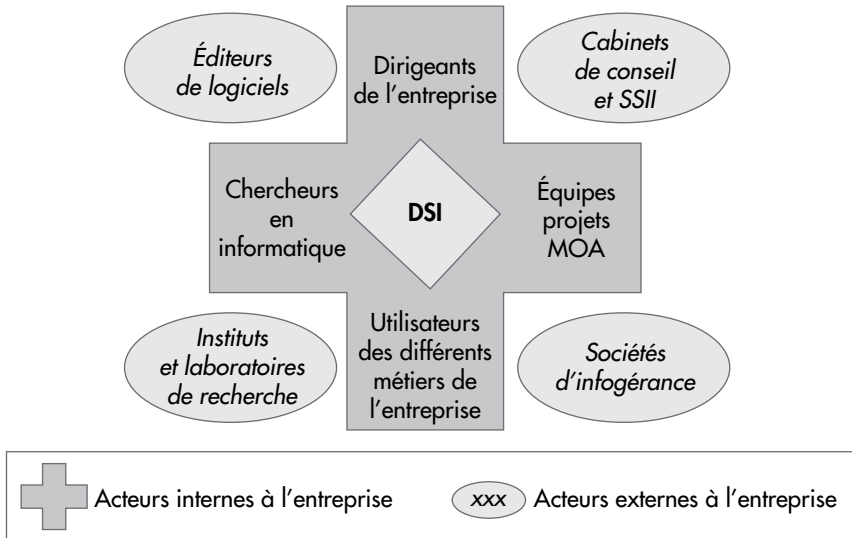 Éditeurs
de logiciels
Dirigeants
de l'entreprise
Cabinets
de conseil
et SSII
Chercheurs
en
informatique
DSI
Équipes
projets
MOA
Instituts
et laboratoires
de recherche
Utilisateurs
des différents
métiers de
l'entreprise
Sociétés
d'infogérance
Acteurs internes à l'entreprise
xxx
Acteurs externes à l'entreprise